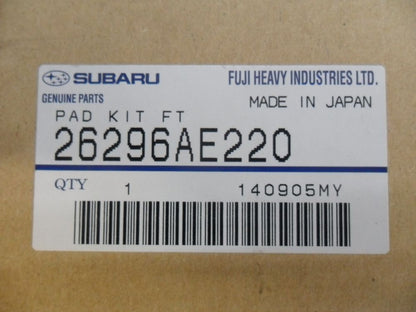 SUBARU FUJI HEAVY INDUSTRIES LTD.
GENUINE PARTS MADE IN JAPAN
PAD KIT FT
26296AE220
QTY 1 140905MY